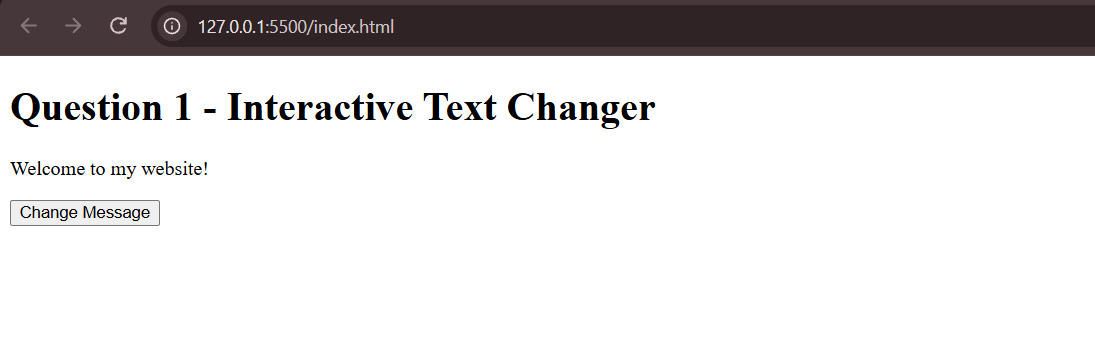 127.0.0.1:5500/index.html
Question 1 - Interactive Text Changer
Welcome to my website!
Change Message